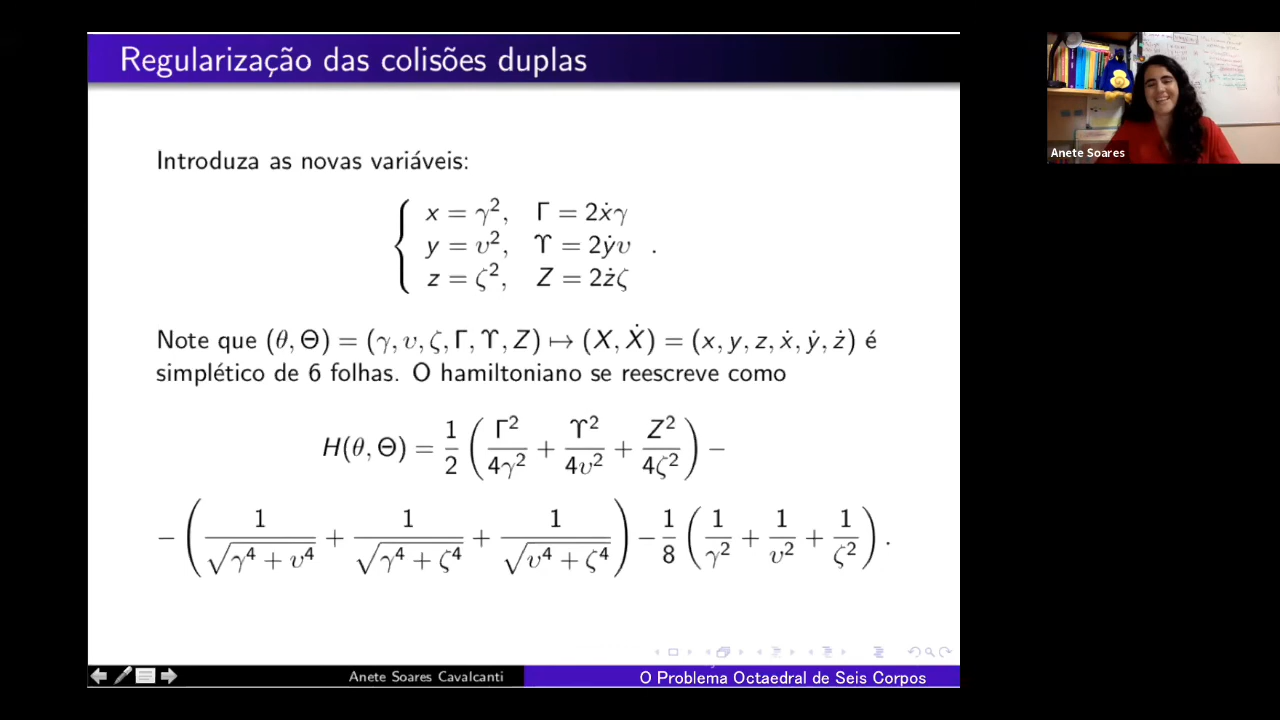 Regularização das colisões duplas
Anete Soares
Introduza as novas variáveis:
x = γ², Γ = 2ẋγ
y = υ², ϒ = 2ẏυ .
z = ζ², Z = 2żζ
Note que (θ, Θ) = (γ, υ, ζ, Γ, ϒ, Z) ↦ (X, Ẋ) = (x, y, z, ẋ, ẏ, ż) é
simplético de 6 folhas. O hamiltoniano se reescreve como
H(θ, Θ) = 1/2 (Γ²/4γ² + ϒ²/4υ² + Z²/4ζ²) −
− (1/√(γ⁴ + υ⁴) + 1/√(γ⁴ + ζ⁴) + 1/√(υ⁴ + ζ⁴)) − 1/8 (1/γ² + 1/υ² + 1/ζ²) .
Anete Soares Cavalcanti
O Problema Octaedral de Seis Corpos